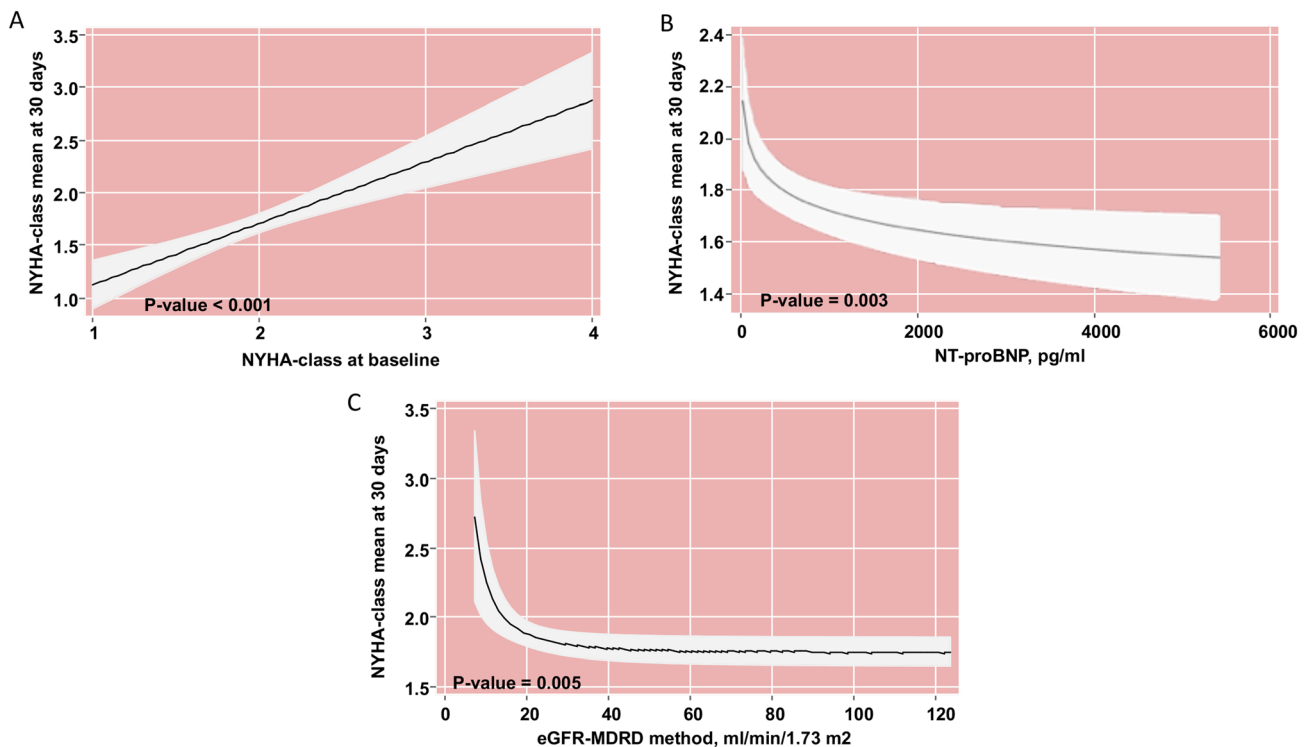 A
NYHA-class mean at 30 days
3.5
3.0
2.5
2.0
1.5
1.0
P-value < 0.001
1
2
3
4
NYHA-class at baseline
B
NYHA-class mean at 30 days
2.4
2.2
2.0
1.8
1.6
1.4
P-value = 0.003
0
2000
4000
6000
NT-proBNP, pg/ml
C
NYHA-class mean at 30 days
3.5
3.0
2.5
2.0
1.5
P-value = 0.005
0
20
40
60
80
100
120
eGFR-MDRD method, ml/min/1.73 m2